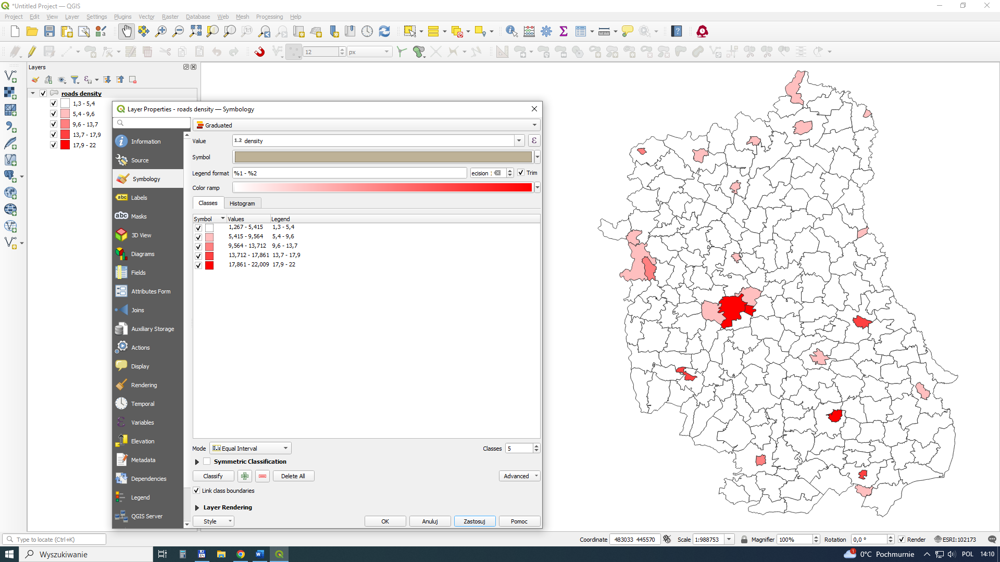 *Untitled Project — QGIS
Project Edit View Layer Settings Plugins Vector Raster Database Web Mesh Processing Help
12 px
Layers
roads density
1,3 - 5,4
5,4 - 9,6
9,6 - 13,7
13,7 - 17,9
17,9 - 22
Layer Properties - roads density — Symbology
Information
Source
Symbology
abc Labels
abc Masks
3D View
Diagrams
Fields
Attributes Form
Joins
Auxiliary Storage
Actions
Display
Rendering
Temporal
Variables
Elevation
Metadata
Dependencies
Legend
QGIS Server
Graduated
Value 1.2 density ε
Symbol
Legend format %1 - %2 ecision : Trim
Color ramp
Classes Histogram
Symbol Values Legend
1,267 - 5,415 1,3 - 5,4
5,415 - 9,564 5,4 - 9,6
9,564 - 13,712 9,6 - 13,7
13,712 - 17,861 13,7 - 17,9
17,861 - 22,009 17,9 - 22
Mode Equal Interval Classes 5
Symmetric Classification
Classify Delete All Advanced
Link class boundaries
Layer Rendering
Style OK Anuluj Zastosuj Pomoc
Type to locate (Ctrl+K) Coordinate 483033 445570 Scale 1:988753 Magnifier 100% Rotation 0,0 ° Render ESRI:102173
Wyszukiwanie 1 0°C Pochmurnie POL 14:10